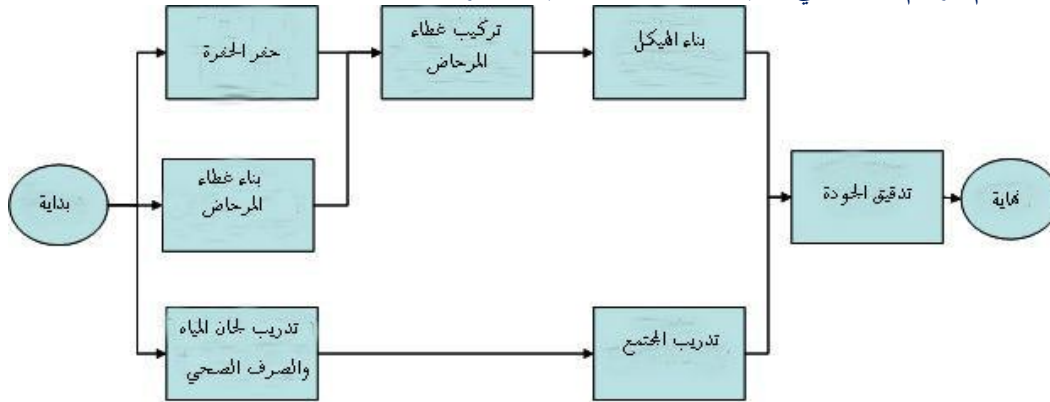 حفر الحفرة
تركيب غطاء
المرحاض
بناء الهيكل
بداية
بناء غطاء
المرحاض
تدقيق الجودة
نهاية
تدريب لجان المياه
والصرف الصحي
تدريب المجتمع